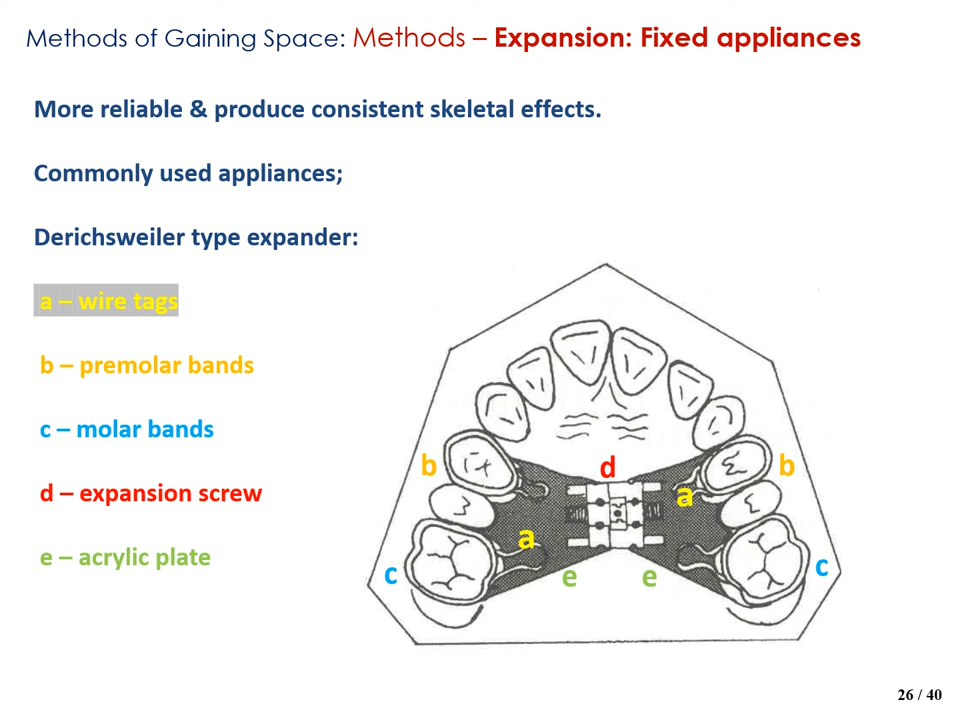 Methods of Gaining Space: Methods – Expansion: Fixed appliances
More reliable & produce consistent skeletal effects.
Commonly used appliances;
Derichsweiler type expander:
a – wire tags
b – premolar bands
c – molar bands
d – expansion screw
e – acrylic plate
b d b
a
a
c e e c
26 / 40